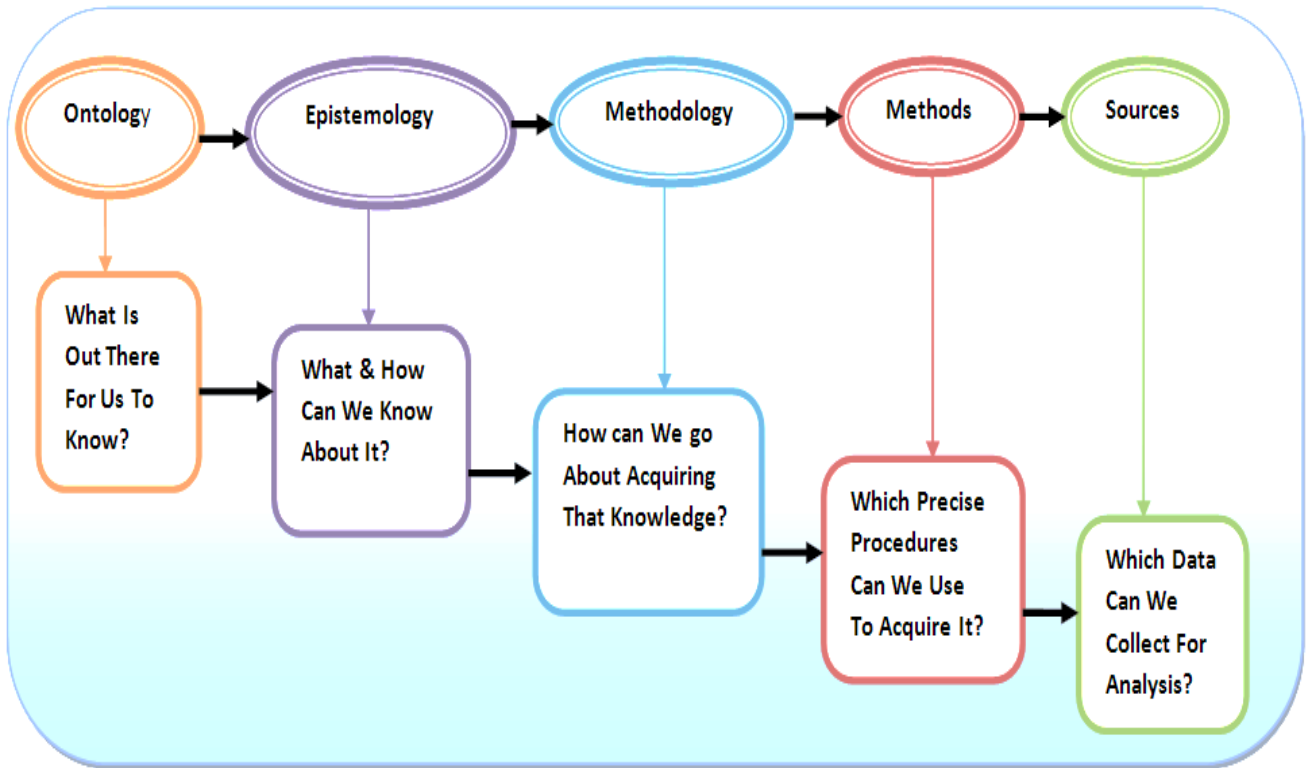 Ontology
Epistemology
Methodology
Methods
Sources
What Is
Out There
For Us To
Know?
What & How
Can We Know
About It?
How can We go
About Acquiring
That Knowledge?
Which Precise
Procedures
Can We Use
To Acquire It?
Which Data
Can We
Collect For
Analysis?